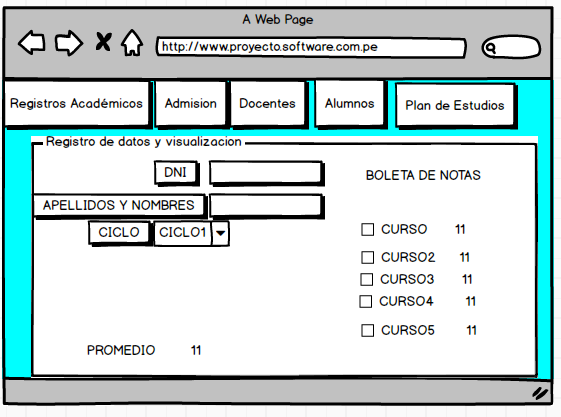 A Web Page
http://www.proyecto.software.com.pe
Registros Académicos Admision Docentes Alumnos Plan de Estudios
Registro de datos y visualizacion
DNI BOLETA DE NOTAS
APELLIDOS Y NOMBRES
CICLO CICLO1 CURSO 11
CURSO2 11
CURSO3 11
CURSO4 11
CURSO5 11
PROMEDIO 11